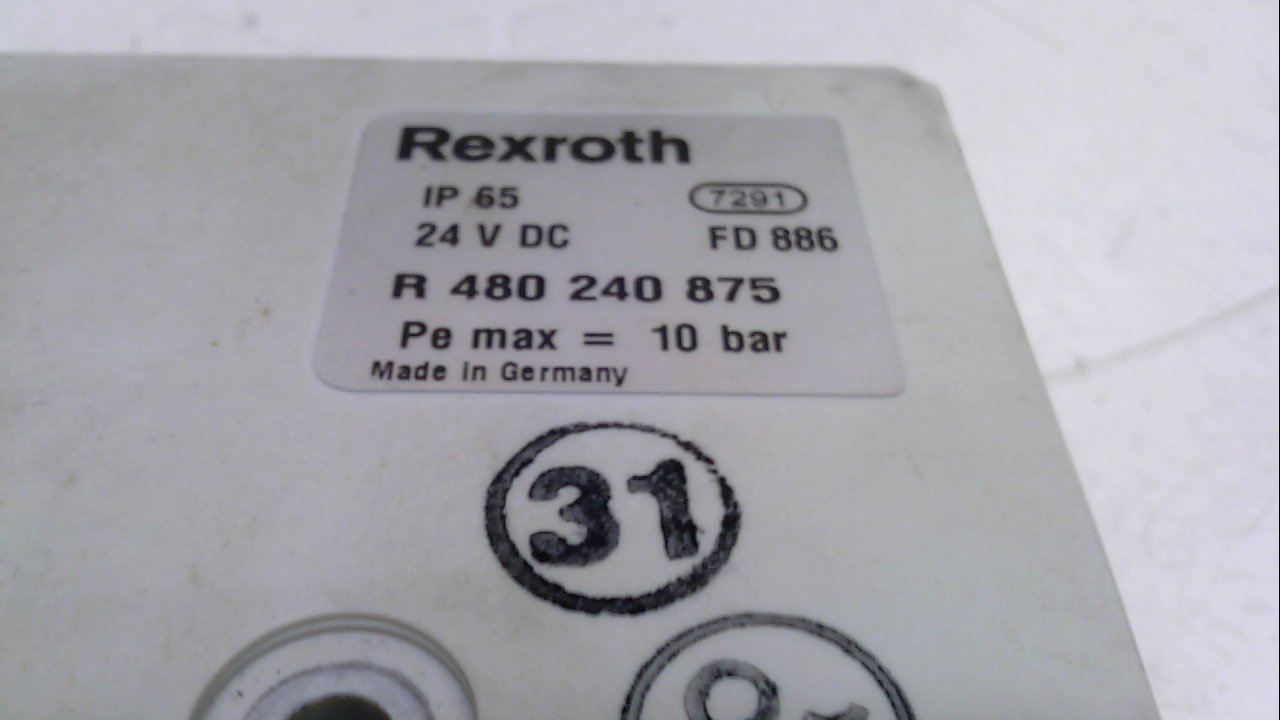 Rexroth
IP 65 7291
24 V DC FD 886
R 480 240 875
Pe max = 10 bar
Made in Germany
31